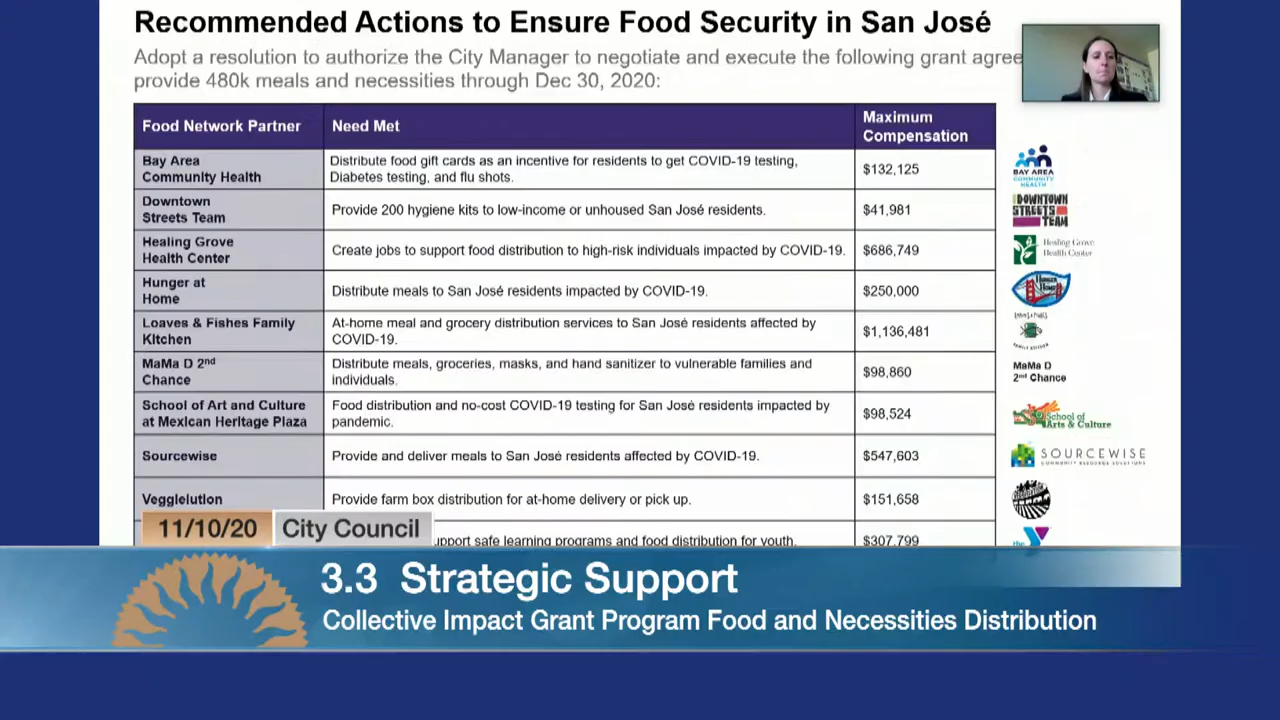 Recommended Actions to Ensure Food Security in San José
Adopt a resolution to authorize the City Manager to negotiate and execute the following grant agree
provide 480k meals and necessities through Dec 30, 2020:
Food Network Partner
Need Met
Maximum
Compensation
Bay Area
Community Health
Distribute food gift cards as an incentive for residents to get COVID-19 testing,
Diabetes testing, and flu shots.
$132,125
BAY AREA
COMMUNITY
HEALTH
Downtown
Streets Team
Provide 200 hygiene kits to low-income or unhoused San José residents.
$41,981
DOWNTOWN
STREETS
TEAM
Healing Grove
Health Center
Create jobs to support food distribution to high-risk individuals impacted by COVID-19.
$686,749
Healing Grove
Health Center
Hunger at
Home
Distribute meals to San José residents impacted by COVID-19.
$250,000
HUNGER
HOME
Loaves & Fishes Family
Kitchen
At-home meal and grocery distribution services to San José residents affected by
COVID-19.
$1,136,481
MaMa D 2nd
Chance
Distribute meals, groceries, masks, and hand sanitizer to vulnerable families and
individuals.
$98,860
MaMa D
2nd Chance
School of Art and Culture
at Mexican Heritage Plaza
Food distribution and no-cost COVID-19 testing for San José residents impacted by
pandemic.
$98,524
School of
Arts & Culture
Sourcewise
Provide and deliver meals to San José residents affected by COVID-19.
$547,603
SOURCEWISE
COMMUNITY RESOURCE SOLUTIONS
Veggielution
Provide farm box distribution for at-home delivery or pick up.
$151,658
upport safe learning programs and food distribution for youth.
$307,799
the
11/10/20
City Council
3.3 Strategic Support
Collective Impact Grant Program Food and Necessities Distribution